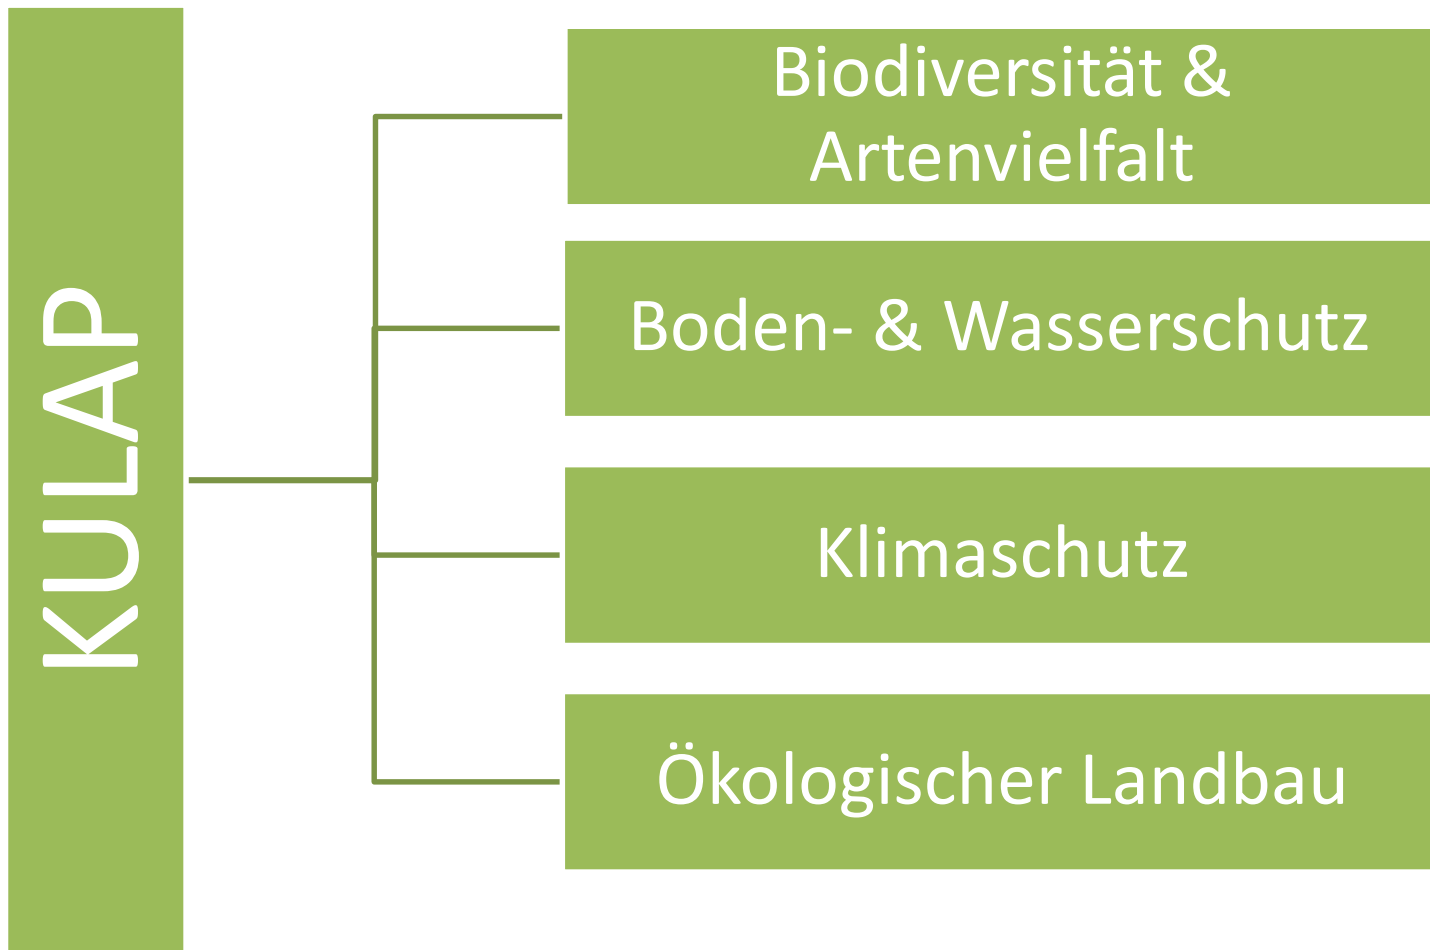 KULAP
Biodiversität &
Artenvielfalt
Boden- & Wasserschutz
Klimaschutz
Ökologischer Landbau